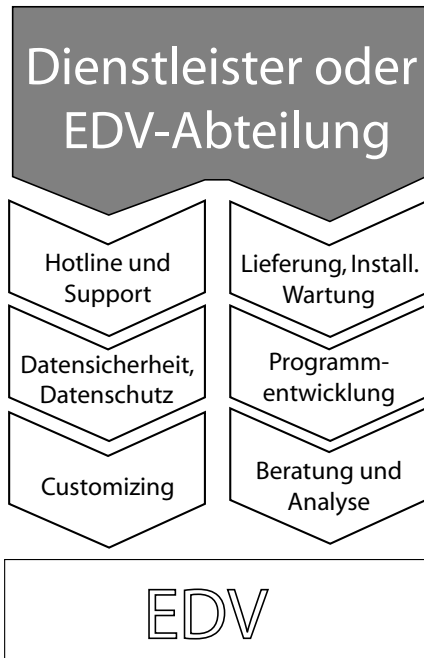 Dienstleister oder
EDV-Abteilung
Hotline und
Support
Lieferung, Install.
Wartung
Datensicherheit,
Datenschutz
Programm-
entwicklung
Customizing
Beratung und
Analyse
EDV